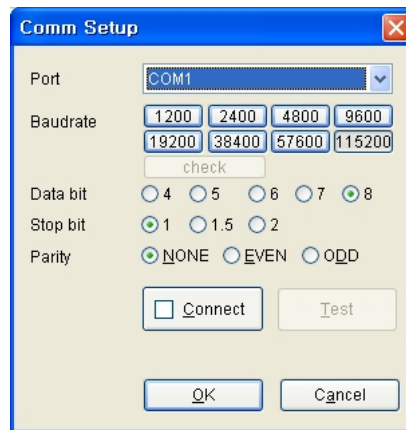 Comm Setup
Port COM1
Baudrate 1200 2400 4800 9600
19200 38400 57600 115200
check
Data bit 4 5 6 7 8
Stop bit 1 1.5 2
Parity NONE EVEN ODD
Connect Test
OK Cancel